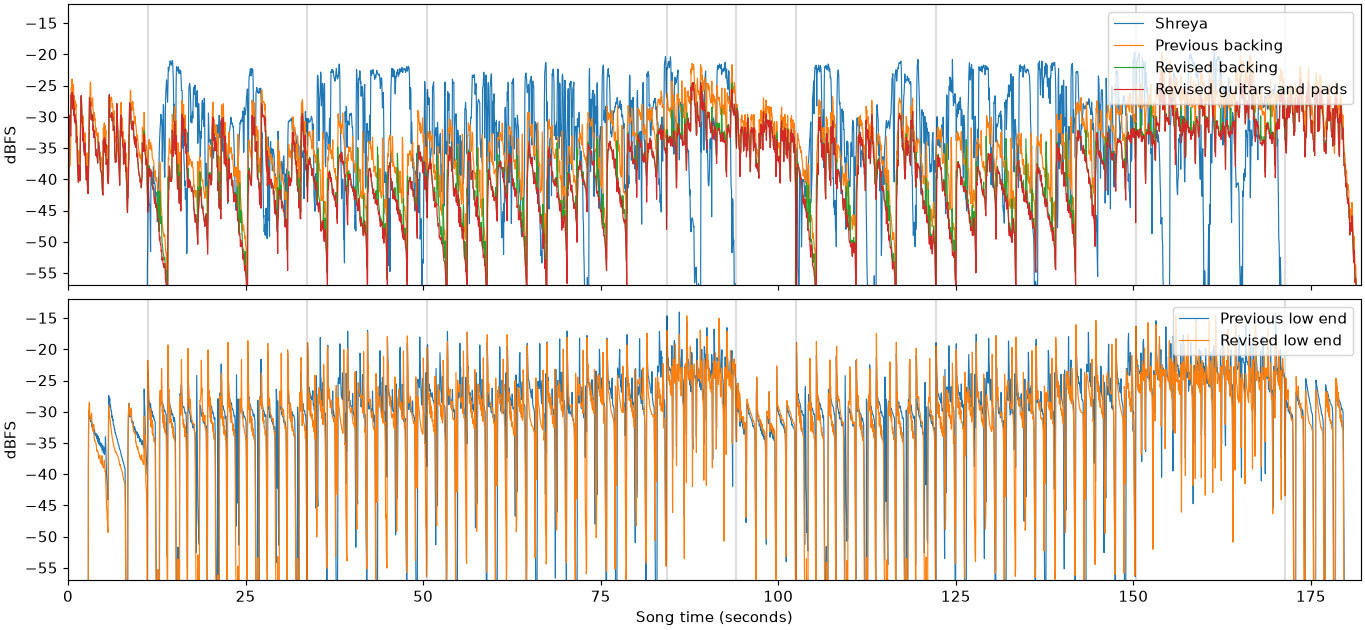 −15
−20
−25
−30
−35
−40
−45
−50
−55
dBFS
Shreya
Previous backing
Revised backing
Revised guitars and pads
−15
−20
−25
−30
−35
−40
−45
−50
−55
dBFS
Previous low end
Revised low end
0 25 50 75 100 125 150 175
Song time (seconds)